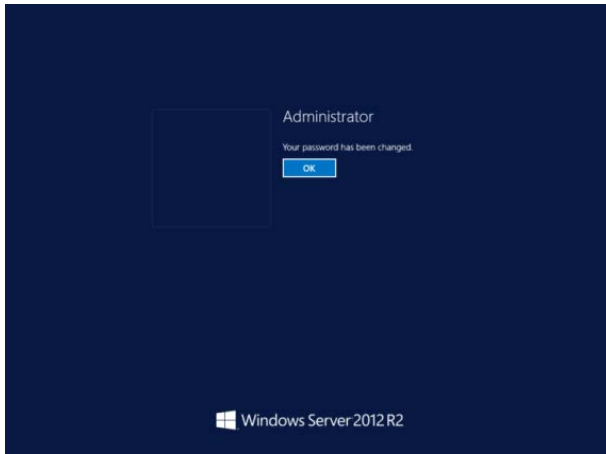 Administrator
Your password has been changed.
OK
Windows Server 2012 R2